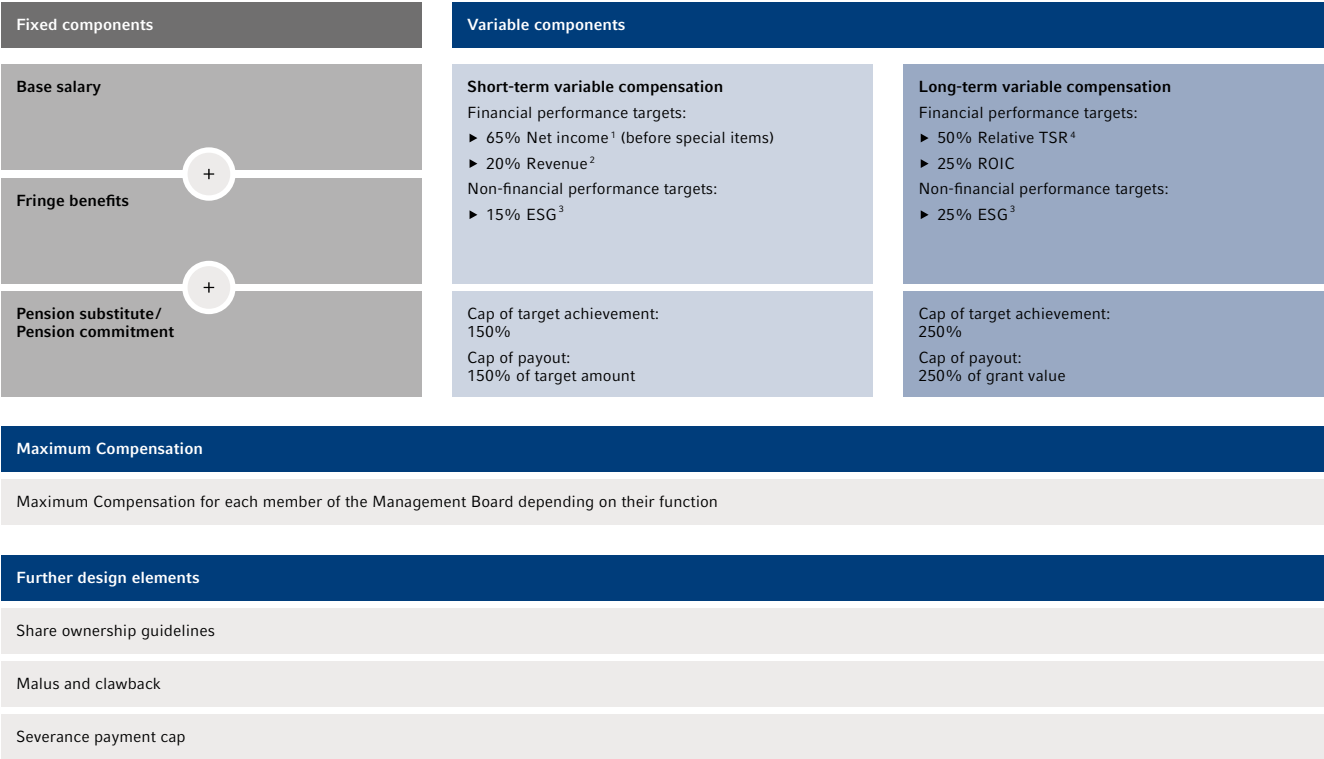 Fixed components
Base salary
+
Fringe benefits
+
Pension substitute/
Pension commitment
Variable components
Short-term variable compensation
Financial performance targets:
► 65% Net income¹ (before special items)
► 20% Revenue²
Non-financial performance targets:
► 15% ESG³
Cap of target achievement:
150%
Cap of payout:
150% of target amount
Long-term variable compensation
Financial performance targets:
► 50% Relative TSR⁴
► 25% ROIC
Non-financial performance targets:
► 25% ESG³
Cap of target achievement:
250%
Cap of payout:
250% of grant value
Maximum Compensation
Maximum Compensation for each member of the Management Board depending on their function
Further design elements
Share ownership guidelines
Malus and clawback
Severance payment cap